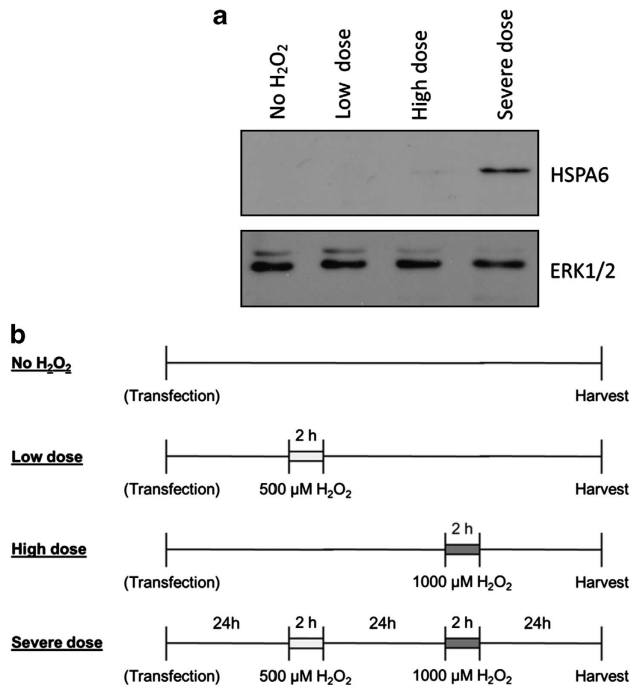 a
No H₂O₂
Low dose
High dose
Severe dose
HSPA6
ERK1/2
b
No H₂O₂
(Transfection)
Harvest
Low dose
2 h
(Transfection)
500 µM H₂O₂
Harvest
High dose
2 h
(Transfection)
1000 µM H₂O₂
Harvest
Severe dose
24h
2 h
24h
2 h
24h
(Transfection)
500 µM H₂O₂
1000 µM H₂O₂
Harvest